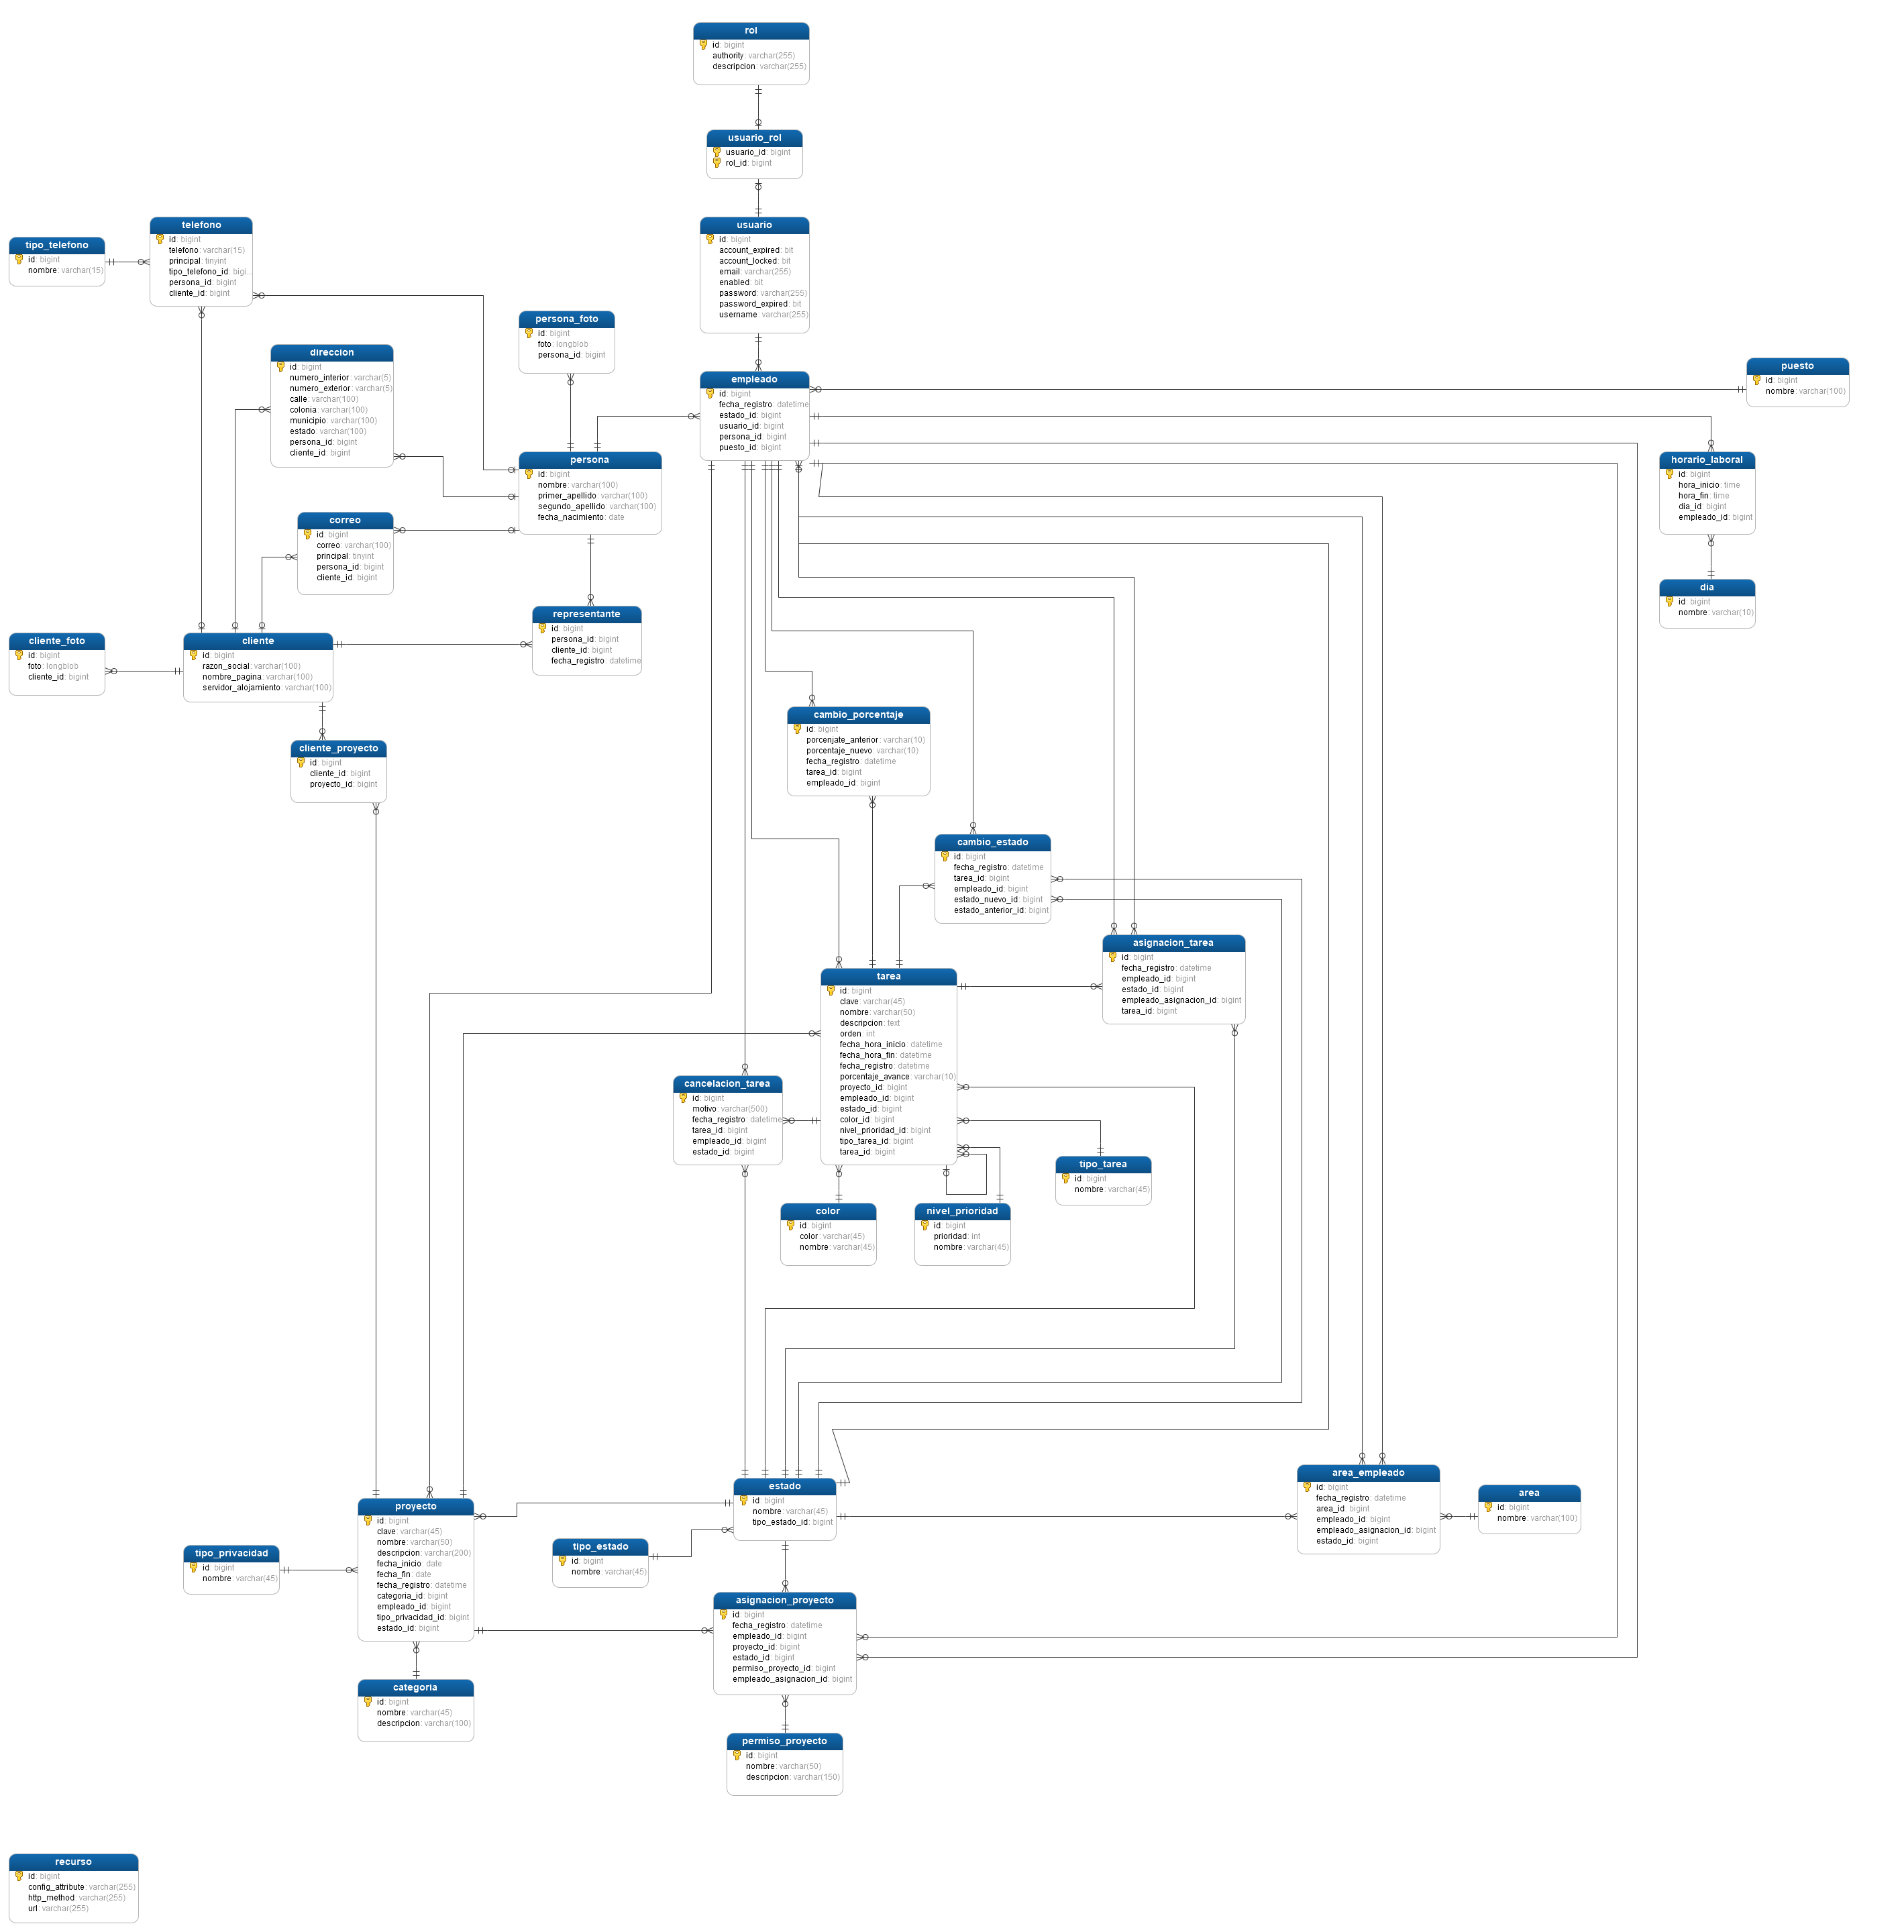 rol
id: bigint
authority: varchar(255)
descripcion: varchar(255)
usuario_rol
usuario_id: bigint
rol_id: bigint
telefono
id: bigint
telefono: varchar(15)
principal: tinyint
tipo_telefono_id: bigi...
persona_id: bigint
cliente_id: bigint
usuario
id: bigint
account_expired: bit
account_locked: bit
email: varchar(255)
enabled: bit
password: varchar(255)
password_expired: bit
username: varchar(255)
tipo_telefono
id: bigint
nombre: varchar(15)
persona_foto
id: bigint
foto: longblob
persona_id: bigint
direccion
id: bigint
numero_interior: varchar(5)
numero_exterior: varchar(5)
calle: varchar(100)
colonia: varchar(100)
municipio: varchar(100)
estado: varchar(100)
persona_id: bigint
cliente_id: bigint
puesto
id: bigint
nombre: varchar(100)
empleado
id: bigint
fecha_registro: datetime
estado_id: bigint
usuario_id: bigint
persona_id: bigint
puesto_id: bigint
persona
id: bigint
nombre: varchar(100)
primer_apellido: varchar(100)
segundo_apellido: varchar(100)
fecha_nacimiento: date
horario_laboral
id: bigint
hora_inicio: time
hora_fin: time
dia_id: bigint
empleado_id: bigint
correo
id: bigint
correo: varchar(100)
principal: tinyint
persona_id: bigint
cliente_id: bigint
dia
id: bigint
nombre: varchar(10)
representante
id: bigint
persona_id: bigint
cliente_id: bigint
fecha_registro: datetime
cliente_foto
id: bigint
foto: longblob
cliente_id: bigint
cliente
id: bigint
razon_social: varchar(100)
nombre_pagina: varchar(100)
servidor_alojamiento: varchar(100)
cambio_porcentaje
id: bigint
porcenjate_anterior: varchar(10)
porcentaje_nuevo: varchar(10)
fecha_registro: datetime
tarea_id: bigint
empleado_id: bigint
cliente_proyecto
id: bigint
cliente_id: bigint
proyecto_id: bigint
cambio_estado
id: bigint
fecha_registro: datetime
tarea_id: bigint
empleado_id: bigint
estado_nuevo_id: bigint
estado_anterior_id: bigint
asignacion_tarea
id: bigint
fecha_registro: datetime
empleado_id: bigint
estado_id: bigint
empleado_asignacion_id: bigint
tarea_id: bigint
tarea
id: bigint
clave: varchar(45)
nombre: varchar(50)
descripcion: text
orden: int
fecha_hora_inicio: datetime
fecha_hora_fin: datetime
fecha_registro: datetime
porcentaje_avance: varchar(10)
proyecto_id: bigint
empleado_id: bigint
estado_id: bigint
color_id: bigint
nivel_prioridad_id: bigint
tipo_tarea_id: bigint
tarea_id: bigint
cancelacion_tarea
id: bigint
motivo: varchar(500)
fecha_registro: datetime
tarea_id: bigint
empleado_id: bigint
estado_id: bigint
tipo_tarea
id: bigint
nombre: varchar(45)
color
id: bigint
color: varchar(45)
nombre: varchar(45)
nivel_prioridad
id: bigint
prioridad: int
nombre: varchar(45)
area_empleado
id: bigint
fecha_registro: datetime
area_id: bigint
empleado_id: bigint
empleado_asignacion_id: bigint
estado_id: bigint
area
id: bigint
nombre: varchar(100)
estado
id: bigint
nombre: varchar(45)
tipo_estado_id: bigint
proyecto
id: bigint
clave: varchar(45)
nombre: varchar(50)
descripcion: varchar(200)
fecha_inicio: date
fecha_fin: date
fecha_registro: datetime
categoria_id: bigint
empleado_id: bigint
tipo_privacidad_id: bigint
estado_id: bigint
tipo_estado
id: bigint
nombre: varchar(45)
tipo_privacidad
id: bigint
nombre: varchar(45)
asignacion_proyecto
id: bigint
fecha_registro: datetime
empleado_id: bigint
proyecto_id: bigint
estado_id: bigint
permiso_proyecto_id: bigint
empleado_asignacion_id: bigint
categoria
id: bigint
nombre: varchar(45)
descripcion: varchar(100)
permiso_proyecto
id: bigint
nombre: varchar(50)
descripcion: varchar(150)
recurso
id: bigint
config_attribute: varchar(255)
http_method: varchar(255)
url: varchar(255)